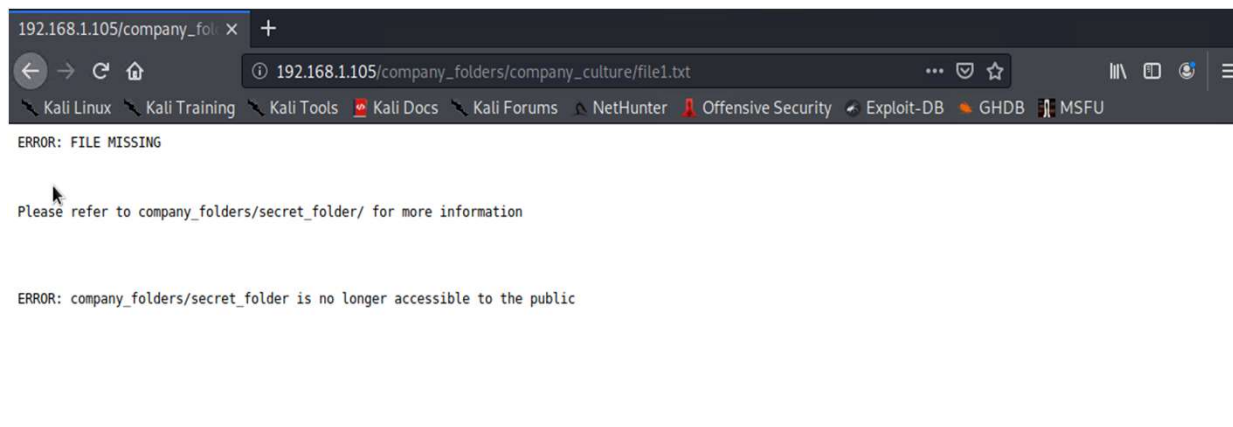 192.168.1.105/company_fol
192.168.1.105/company_folders/company_culture/file1.txt
Kali Linux Kali Training Kali Tools Kali Docs Kali Forums NetHunter Offensive Security Exploit-DB GHDB MSFU
ERROR: FILE MISSING
Please refer to company_folders/secret_folder/ for more information
ERROR: company_folders/secret_folder is no longer accessible to the public